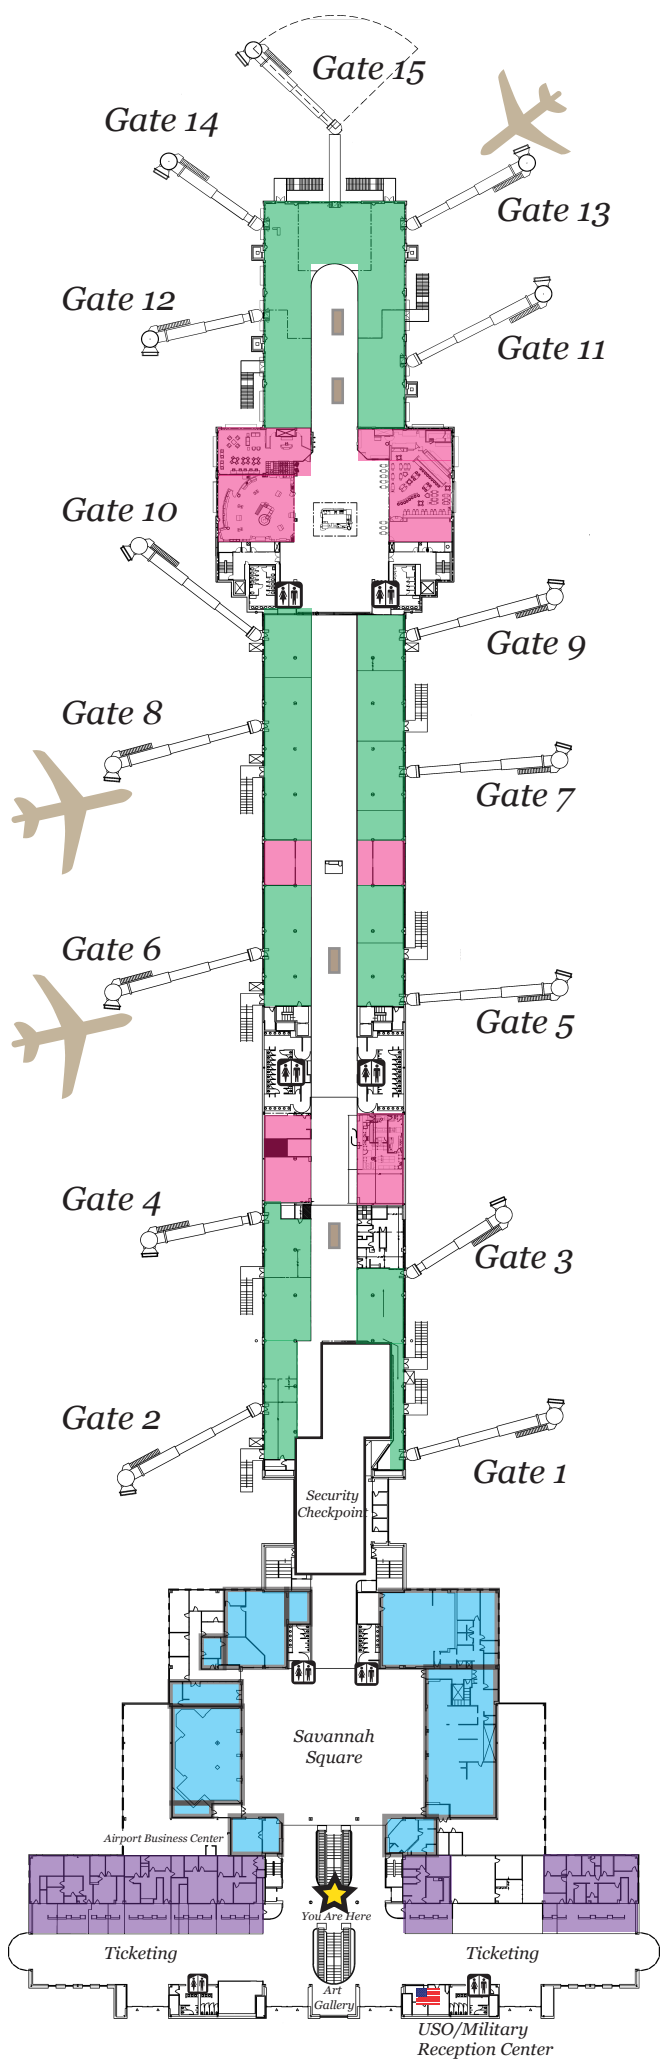 Gate 15
Gate 14
Gate 13
Gate 12
Gate 11
Gate 10
Gate 9
Gate 8
Gate 7
Gate 6
Gate 5
Gate 4
Gate 3
Gate 2
Gate 1
Security
Checkpoint
Savannah
Square
Airport Business Center
You Are Here
Ticketing
Ticketing
Art
Gallery
USO/Military
Reception Center